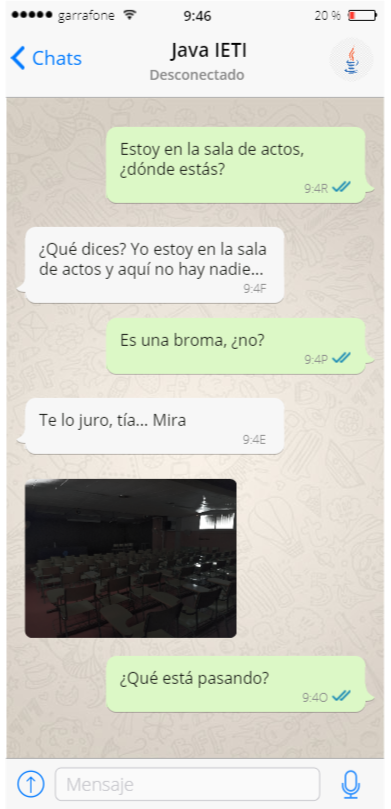 garrafone 9:46 20 %
Chats Java IETI
Desconectado
Estoy en la sala de actos,
¿dónde estás?
9:4R
¿Qué dices? Yo estoy en la sala
de actos y aquí no hay nadie...
9:4F
Es una broma, ¿no?
9:4P
Te lo juro, tía... Mira
9:4E
¿Qué está pasando?
9:4O
Mensaje